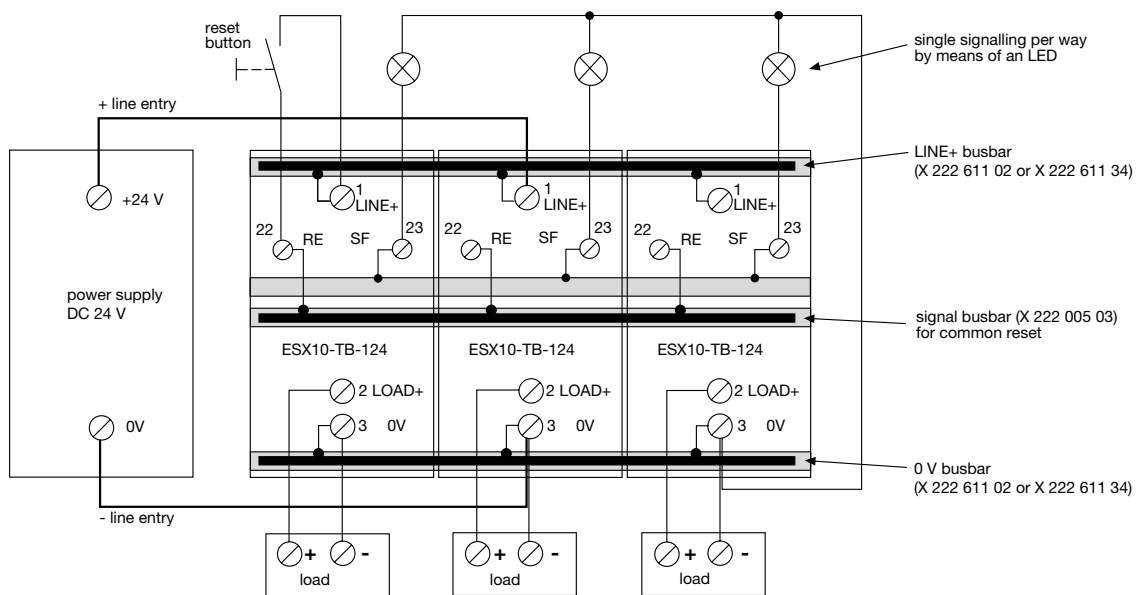 reset
button
single signalling per way
by means of an LED
+ line entry
LINE+ busbar
(X 222 611 02 or X 222 611 34)
+24 V
1
LINE+
1
LINE+
1
LINE+
22
RE
SF
23
22
RE
SF
23
22
RE
SF
23
power supply
DC 24 V
signal busbar (X 222 005 03)
for common reset
ESX10-TB-124
ESX10-TB-124
ESX10-TB-124
2 LOAD+
2 LOAD+
2 LOAD+
0V
3 0V
3 0V
3 0V
0 V busbar
(X 222 611 02 or X 222 611 34)
- line entry
+ -
load
+ -
load
+ -
load